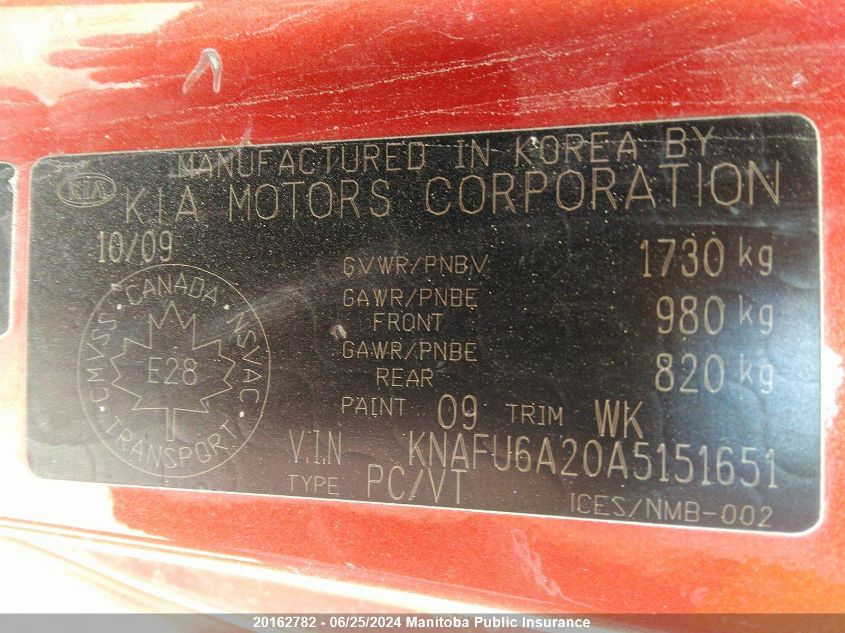 MANUFACTURED IN KOREA BY
KIA KIA MOTORS CORPORATION
10/09
GVWR/PNBV 1730 kg
GAWR/PNBE FRONT 980 kg
GAWR/PNBE REAR 820 kg
CANADA
CMVSS NSVAC
E28
TRANSPORT
PAINT 09 TRIM WK
V.I.N KNAFU6A20A5151651
TYPE PC/VT
ICES/NMB-002
20162782 - 06/25/2024 Manitoba Public Insurance